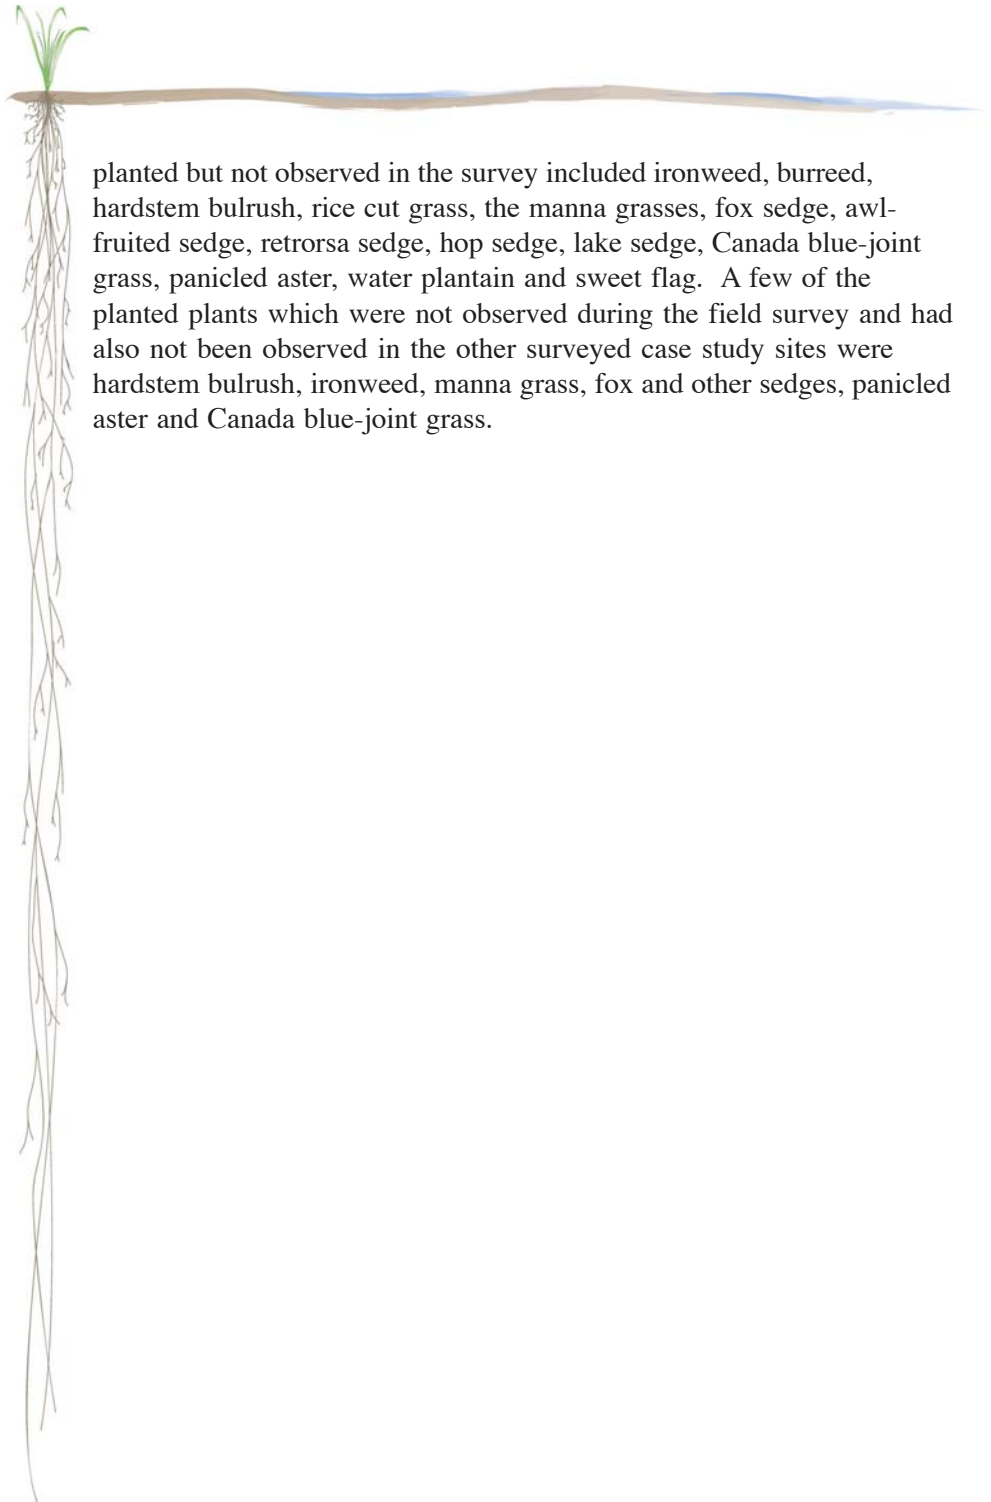 planted but not observed in the survey included ironweed, burreed,
hardstem bulrush, rice cut grass, the manna grasses, fox sedge, awl-
fruited sedge, retrorsa sedge, hop sedge, lake sedge, Canada blue-joint
grass, panicled aster, water plantain and sweet flag.  A few of the
planted plants which were not observed during the field survey and had
also not been observed in the other surveyed case study sites were
hardstem bulrush, ironweed, manna grass, fox and other sedges, panicled
aster and Canada blue-joint grass.